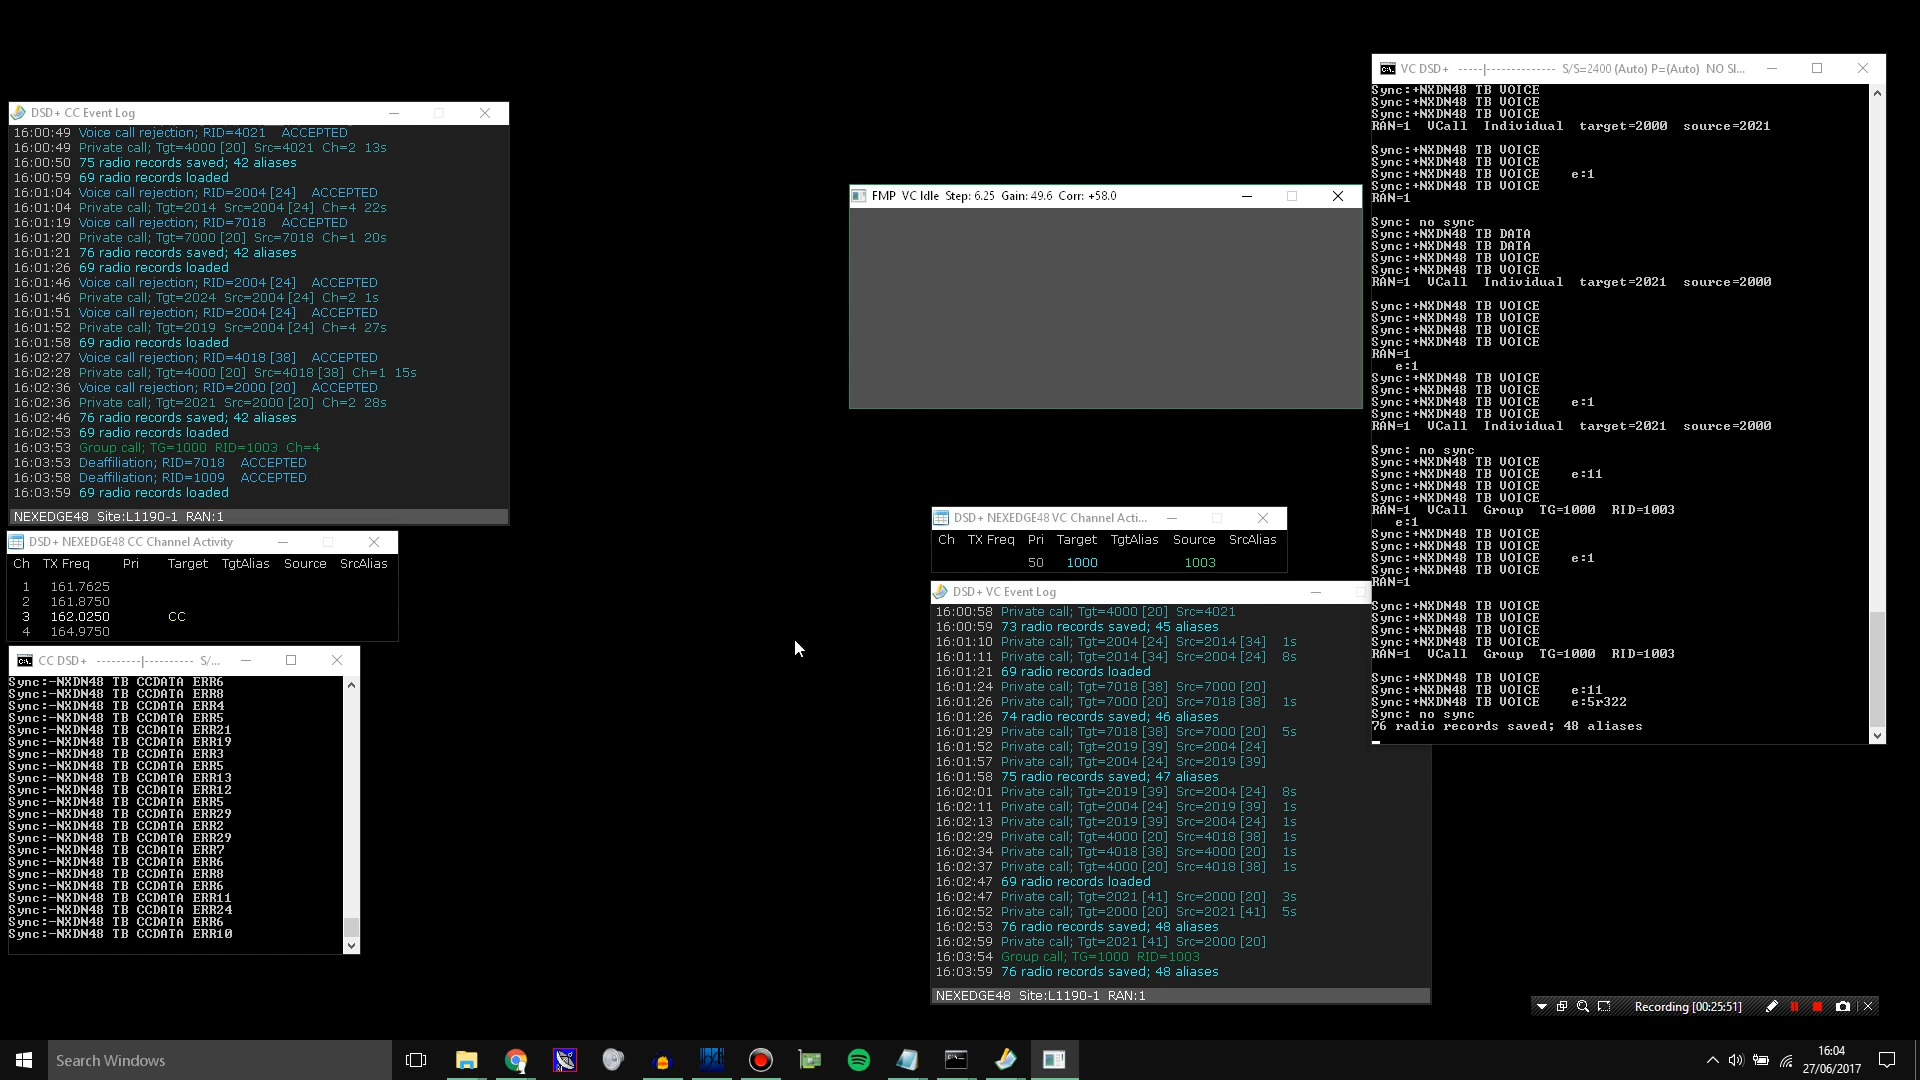 DSD+ CC Event Log
16:00:49 Voice call rejection; RID=4021 ACCEPTED
16:00:49 Private call; Tgt=4000 [20] Src=4021 Ch=2 13s
16:00:50 75 radio records saved; 42 aliases
16:00:59 69 radio records loaded
16:01:04 Voice call rejection; RID=2004 [24] ACCEPTED
16:01:04 Private call; Tgt=2014 Src=2004 [24] Ch=4 22s
16:01:19 Voice call rejection; RID=7018 ACCEPTED
16:01:20 Private call; Tgt=7000 [20] Src=7018 Ch=1 20s
16:01:21 76 radio records saved; 42 aliases
16:01:26 69 radio records loaded
16:01:46 Voice call rejection; RID=2004 [24] ACCEPTED
16:01:46 Private call; Tgt=2024 Src=2004 [24] Ch=2 1s
16:01:51 Voice call rejection; RID=2004 [24] ACCEPTED
16:01:52 Private call; Tgt=2019 Src=2004 [24] Ch=4 27s
16:01:58 69 radio records loaded
16:02:27 Voice call rejection; RID=4018 [38] ACCEPTED
16:02:28 Private call; Tgt=4000 [20] Src=4018 [38] Ch=1 15s
16:02:36 Voice call rejection; RID=2000 [20] ACCEPTED
16:02:36 Private call; Tgt=2021 Src=2000 [20] Ch=2 28s
16:02:46 76 radio records saved; 42 aliases
16:02:53 69 radio records loaded
16:03:53 Group call; TG=1000 RID=1003 Ch=4
16:03:53 Deaffiliation; RID=7018 ACCEPTED
16:03:58 Deaffiliation; RID=1009 ACCEPTED
16:03:59 69 radio records loaded
NEXEDGE48 Site:L1190-1 RAN:1
DSD+ NEXEDGE48 CC Channel Activity
Ch TX Freq Pri Target TgtAlias Source SrcAlias
1 161.7625
2 161.8750
3 162.0250 CC
4 164.9750
CC DSD+ ---------|---------- S/...
Sync:-NXDN48 TB CCDATA ERR6
Sync:-NXDN48 TB CCDATA ERR8
Sync:-NXDN48 TB CCDATA ERR4
Sync:-NXDN48 TB CCDATA ERR5
Sync:-NXDN48 TB CCDATA ERR21
Sync:-NXDN48 TB CCDATA ERR19
Sync:-NXDN48 TB CCDATA ERR3
Sync:-NXDN48 TB CCDATA ERR5
Sync:-NXDN48 TB CCDATA ERR13
Sync:-NXDN48 TB CCDATA ERR12
Sync:-NXDN48 TB CCDATA ERR5
Sync:-NXDN48 TB CCDATA ERR29
Sync:-NXDN48 TB CCDATA ERR2
Sync:-NXDN48 TB CCDATA ERR29
Sync:-NXDN48 TB CCDATA ERR7
Sync:-NXDN48 TB CCDATA ERR6
Sync:-NXDN48 TB CCDATA ERR8
Sync:-NXDN48 TB CCDATA ERR6
Sync:-NXDN48 TB CCDATA ERR11
Sync:-NXDN48 TB CCDATA ERR24
Sync:-NXDN48 TB CCDATA ERR6
Sync:-NXDN48 TB CCDATA ERR10
FMP VC Idle Step: 6.25 Gain: 49.6 Corr: +58.0
DSD+ NEXEDGE48 VC Channel Acti...
Ch TX Freq Pri Target TgtAlias Source SrcAlias
50 1000 1003
DSD+ VC Event Log
16:00:58 Private call; Tgt=4000 [20] Src=4021
16:00:59 73 radio records saved; 45 aliases
16:01:10 Private call; Tgt=2004 [24] Src=2014 [34] 1s
16:01:11 Private call; Tgt=2014 [34] Src=2004 [24] 8s
16:01:21 69 radio records loaded
16:01:24 Private call; Tgt=7018 [38] Src=7000 [20]
16:01:26 Private call; Tgt=7000 [20] Src=7018 [38] 1s
16:01:26 74 radio records saved; 46 aliases
16:01:29 Private call; Tgt=7018 [38] Src=7000 [20] 5s
16:01:52 Private call; Tgt=2019 [39] Src=2004 [24]
16:01:57 Private call; Tgt=2004 [24] Src=2019 [39]
16:01:58 75 radio records saved; 47 aliases
16:02:01 Private call; Tgt=2019 [39] Src=2004 [24] 8s
16:02:11 Private call; Tgt=2004 [24] Src=2019 [39] 1s
16:02:13 Private call; Tgt=2019 [39] Src=2004 [24] 1s
16:02:29 Private call; Tgt=4000 [20] Src=4018 [38] 1s
16:02:34 Private call; Tgt=4018 [38] Src=4000 [20] 1s
16:02:37 Private call; Tgt=4000 [20] Src=4018 [38] 1s
16:02:47 69 radio records loaded
16:02:47 Private call; Tgt=2021 [41] Src=2000 [20] 3s
16:02:52 Private call; Tgt=2000 [20] Src=2021 [41] 5s
16:02:53 76 radio records saved; 48 aliases
16:02:59 Private call; Tgt=2021 [41] Src=2000 [20]
16:03:54 Group call; TG=1000 RID=1003
16:03:59 76 radio records saved; 48 aliases
NEXEDGE48 Site:L1190-1 RAN:1
VC DSD+ -----|-------------- S/S=2400 (Auto) P=(Auto) NO SI...
Sync:+NXDN48 TB VOICE
Sync:+NXDN48 TB VOICE
Sync:+NXDN48 TB VOICE
RAN=1 VCall Individual target=2000 source=2021
Sync:+NXDN48 TB VOICE
Sync:+NXDN48 TB VOICE
Sync:+NXDN48 TB VOICE e:1
Sync:+NXDN48 TB VOICE
RAN=1
Sync: no sync
Sync:+NXDN48 TB DATA
Sync:+NXDN48 TB DATA
Sync:+NXDN48 TB VOICE
Sync:+NXDN48 TB VOICE
RAN=1 VCall Individual target=2021 source=2000
Sync:+NXDN48 TB VOICE
Sync:+NXDN48 TB VOICE
Sync:+NXDN48 TB VOICE
Sync:+NXDN48 TB VOICE
RAN=1
e:1
Sync:+NXDN48 TB VOICE
Sync:+NXDN48 TB VOICE
Sync:+NXDN48 TB VOICE e:1
Sync:+NXDN48 TB VOICE
RAN=1 VCall Individual target=2021 source=2000
Sync: no sync
Sync:+NXDN48 TB VOICE
Sync:+NXDN48 TB VOICE e:11
Sync:+NXDN48 TB VOICE
Sync:+NXDN48 TB VOICE
RAN=1 VCall Group TG=1000 RID=1003
e:1
Sync:+NXDN48 TB VOICE
Sync:+NXDN48 TB VOICE
Sync:+NXDN48 TB VOICE e:1
Sync:+NXDN48 TB VOICE
RAN=1
Sync:+NXDN48 TB VOICE
Sync:+NXDN48 TB VOICE
Sync:+NXDN48 TB VOICE
Sync:+NXDN48 TB VOICE
RAN=1 VCall Group TG=1000 RID=1003
Sync:+NXDN48 TB VOICE
Sync:+NXDN48 TB VOICE e:11
Sync:+NXDN48 TB VOICE e:5r322
Sync: no sync
76 radio records saved; 48 aliases
Recording [00:25:51]
Search Windows
16:04
27/06/2017